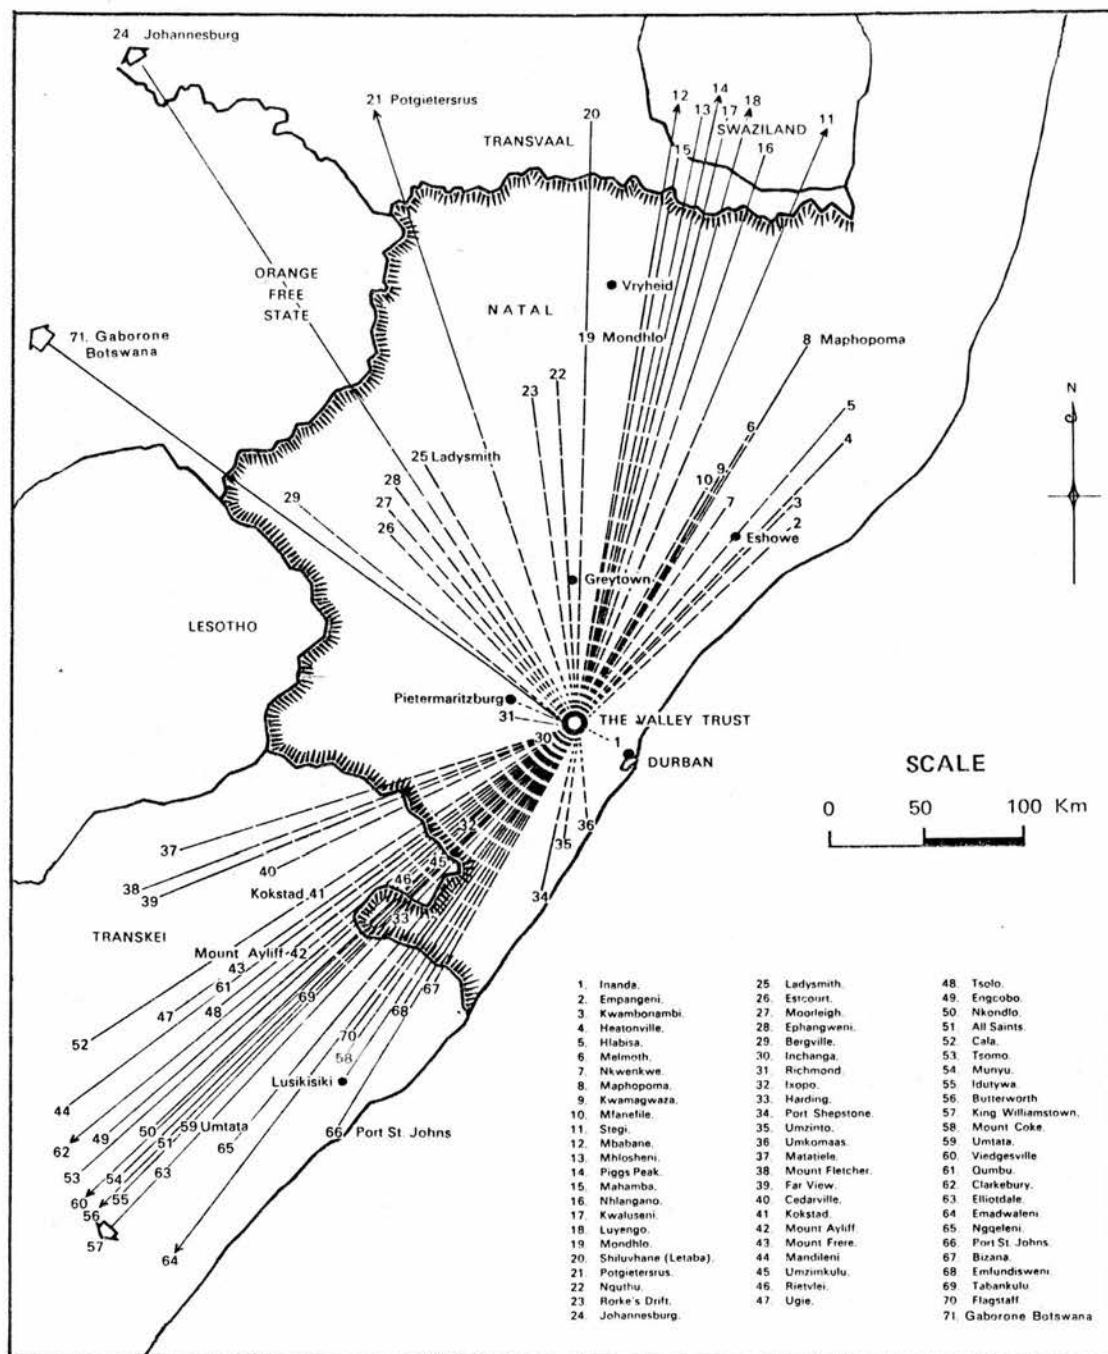 24 Johannesburg
21 Potgietersrus
20
12
14
13
17
18
11
SWAZILAND
TRANSVAAL
15
16
ORANGE
FREE
STATE
NATAL
Vryheid
71. Gaborone
Botswana
19 Mondhlo
8 Maphopoma
22
23
5
N
6
4
25 Ladysmith
9
28
10
29
27
7
3
26
2
Eshowe
Greytown
LESOTHO
Pietermaritzburg
31
THE VALLEY TRUST
30
1
DURBAN
SCALE
0 50 100 Km
32
36
37
35
45
40
46
38
Kokstad 41
34
39
33
TRANSKEI
Mount Ayliff 42
43
61
67
69
47
48
68
52
70
58
Lusikisiki
44
59 Umtata
66 Port St. Johns
50
49
51
62
65
63
53
54
60
55
56
57
64
1. Inanda.
2. Empangeni.
3. Kwambonambi.
4. Heatonville.
5. Hlabisa.
6. Melmoth.
7. Nkwenkwe.
8. Maphopoma.
9. Kwamagwaza.
10. Mfanefile.
11. Stegi.
12. Mbabane.
13. Mhlosheni.
14. Piggs Peak.
15. Mahamba.
16. Nhlangano.
17. Kwaluseni.
18. Luyengo.
19. Mondhlo.
20. Shiluvhane (Letaba).
21. Potgietersrus.
22 Nquthu.
23. Rorke's Drift.
24. Johannesburg.
25 Ladysmith.
26. Estcourt.
27. Moorleigh.
28. Ephangweni.
29. Bergville.
30. Inchanga.
31. Richmond.
32. Ixopo.
33. Harding.
34. Port Shepstone.
35. Umzinto.
36 Umkomaas.
37. Matatiele.
38 Mount Fletcher.
39. Far View.
40 Cedarville.
41 Kokstad.
42 Mount Ayliff.
43 Mount Frere.
44 Mandileni
45 Umzimkulu.
46. Rietvlei.
47. Ugie.
48. Tsolo.
49. Engcobo.
50. Nkondlo.
51 All Saints.
52. Cala.
53. Tsomo.
54. Munyu.
55. Idutywa.
56. Butterworth
57 King Williamstown.
58. Mount Coke.
59 Umtata.
60. Viedgesville
61 Qumbu.
62. Clarkebury.
63. Elliotdale.
64 Emadwaleni.
65. Ngqeleni.
66. Port St. Johns.
67 Bizana.
68 Emfundisweni.
69. Tabankulu
70 Flagstaff
71. Gaborone Botswana